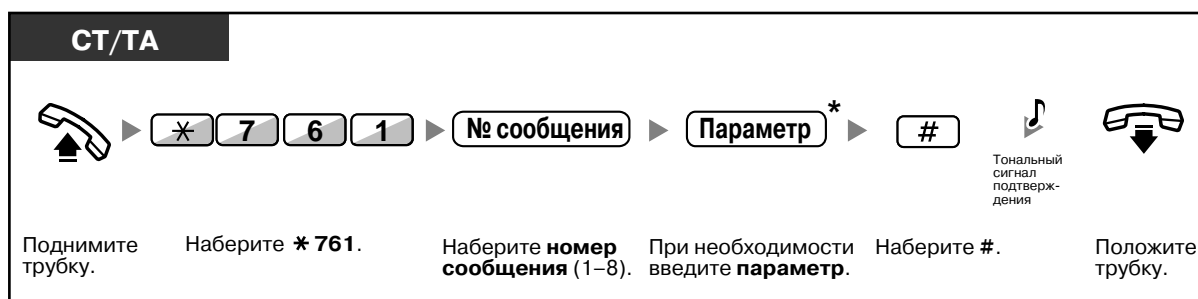 СТ/ТА
✳ 7 6 1 № сообщения Параметр * #
Тональный
сигнал
подтверж-
дения
Поднимите
трубку.
Наберите ✳ 761.
Наберите номер
сообщения (1–8).
При необходимости
введите параметр.
Наберите #.
Положите
трубку.